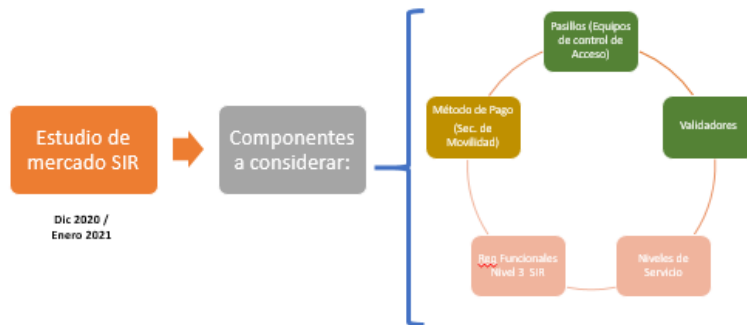 Estudio de
mercado SIR
Dic 2020 /
Enero 2021
Componentes
a considerar:
Pasillos (Equipos
de control de
Acceso)
Validadores
Niveles de
Servicio
Req Funcionales
Nivel 3 SIR
Método de Pago
(Sec. de
Movilidad)